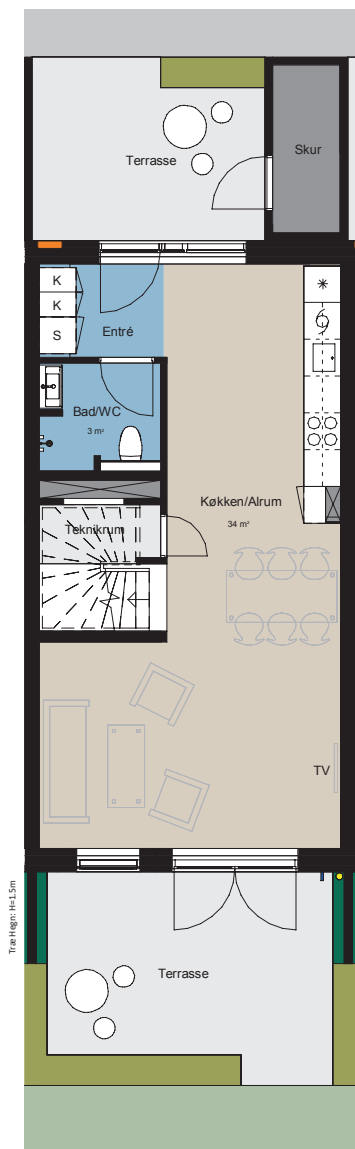 Terrasse
Skur
K
K
S
Entré
Bad/WC
3 m²
Køkken/Alrum
34 m²
Teknikrum
TV
Træ Hegn: H=1.5m
Terrasse